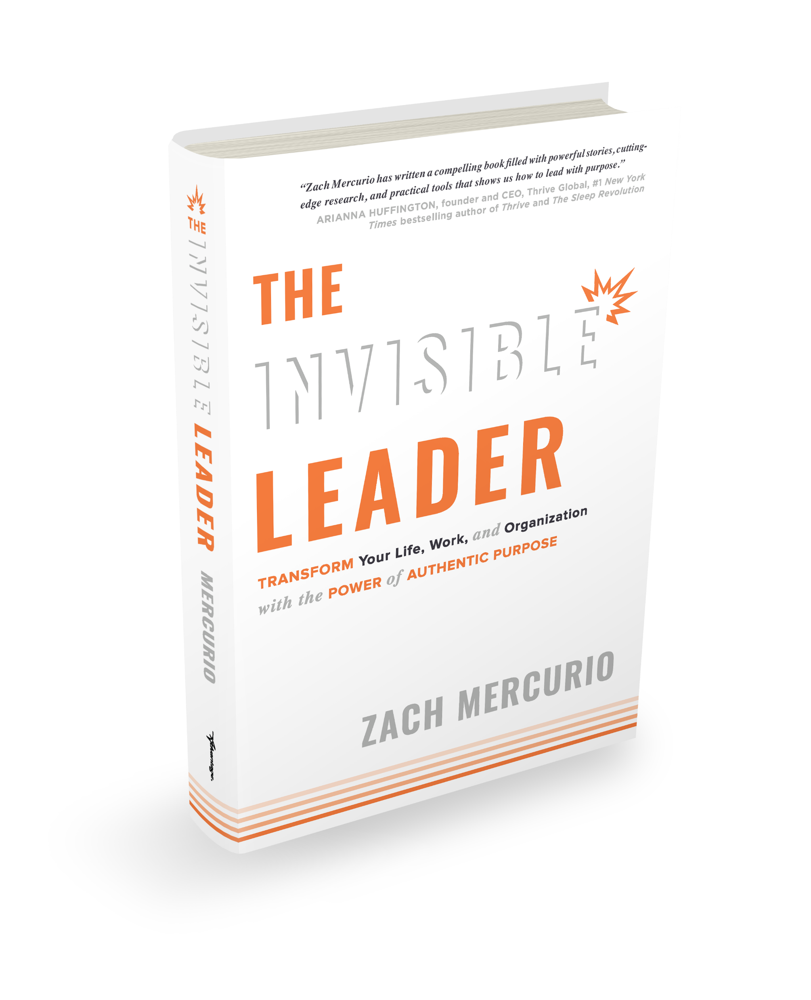 “Zach Mercurio has written a compelling book filled with powerful stories, cutting-
edge research, and practical tools that shows us how to lead with purpose.”
ARIANNA HUFFINGTON, founder and CEO, Thrive Global, #1 New York
Times bestselling author of Thrive and The Sleep Revolution
THE
INVISIBLE
LEADER
TRANSFORM Your Life, Work, and Organization
with the POWER of AUTHENTIC PURPOSE
ZACH MERCURIO
THE INVISIBLE LEADER MERCURIO
Advantage.